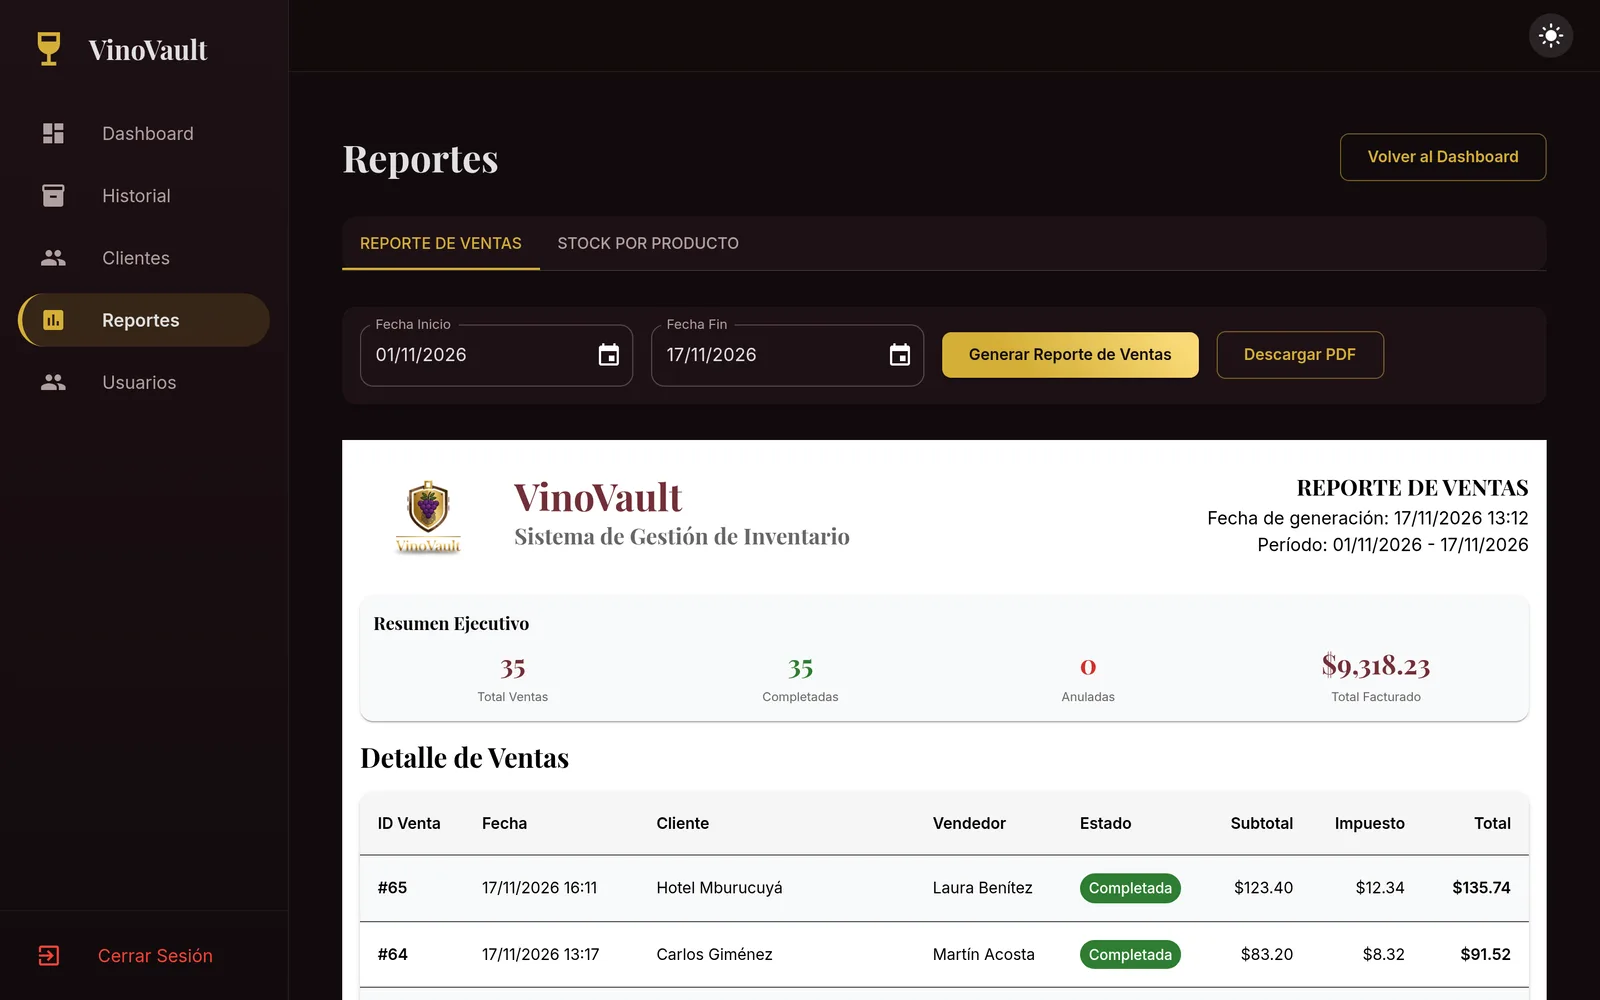 VinoVault
Dashboard
Historial
Clientes
Reportes
Usuarios
Cerrar Sesión
Reportes
Volver al Dashboard
REPORTE DE VENTAS STOCK POR PRODUCTO
Fecha Inicio Fecha Fin
01/11/2026 17/11/2026 Generar Reporte de Ventas Descargar PDF
VinoVault
VinoVault
Sistema de Gestión de Inventario
REPORTE DE VENTAS
Fecha de generación: 17/11/2026 13:12
Período: 01/11/2026 - 17/11/2026
Resumen Ejecutivo
35 35 0 $9,318.23
Total Ventas Completadas Anuladas Total Facturado
Detalle de Ventas
ID Venta Fecha Cliente Vendedor Estado Subtotal Impuesto Total
#65 17/11/2026 16:11 Hotel Mburucuyá Laura Benítez Completada $123.40 $12.34 $135.74
#64 17/11/2026 13:17 Carlos Giménez Martín Acosta Completada $83.20 $8.32 $91.52